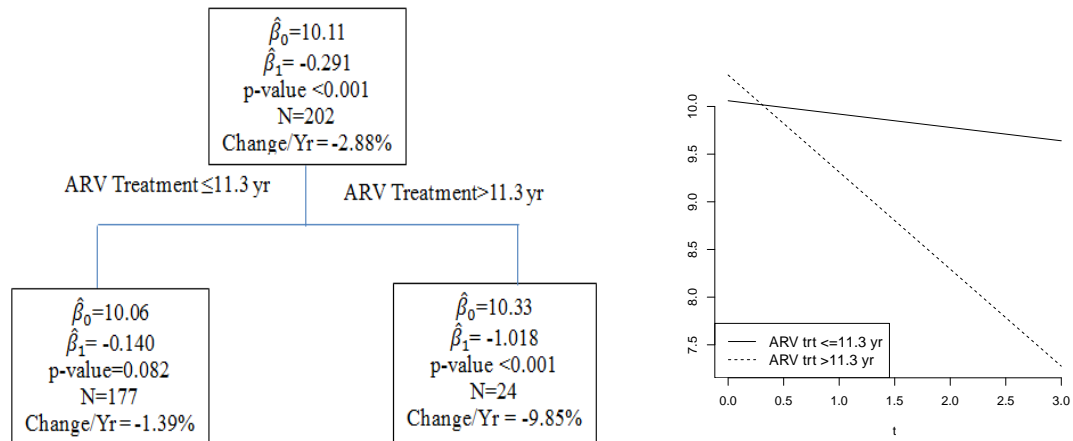 β̂₀=10.11
β̂₁= -0.291
p-value <0.001
N=202
Change/Yr = -2.88%
ARV Treatment ≤11.3 yr
ARV Treatment>11.3 yr
β̂₀=10.06
β̂₁= -0.140
p-value=0.082
N=177
Change/Yr = -1.39%
β̂₀=10.33
β̂₁= -1.018
p-value <0.001
N=24
Change/Yr = -9.85%
10.0
9.5
9.0
8.5
8.0
7.5
ARV trt <=11.3 yr
ARV trt >11.3 yr
0.0 0.5 1.0 1.5 2.0 2.5 3.0
t